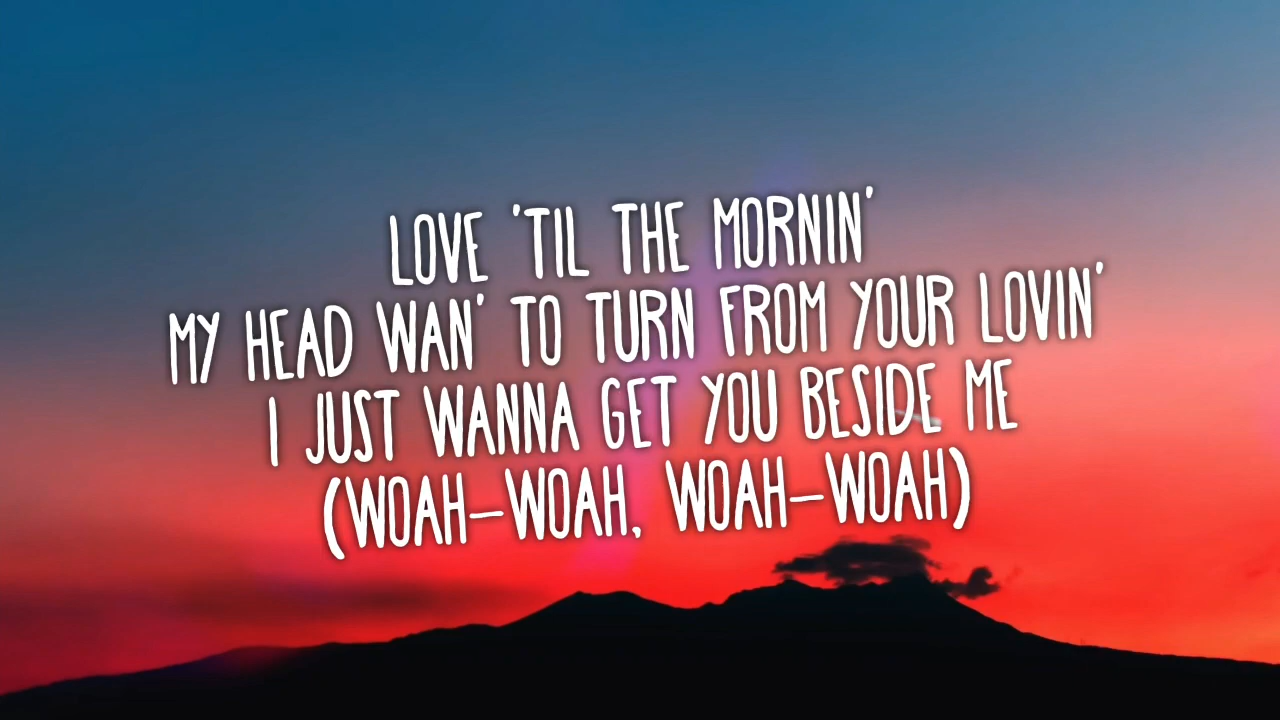 LOVE 'TIL THE MORNIN'
MY HEAD WAN' TO TURN FROM YOUR LOVIN'
I JUST WANNA GET YOU BESIDE ME
(WOAH-WOAH, WOAH-WOAH)